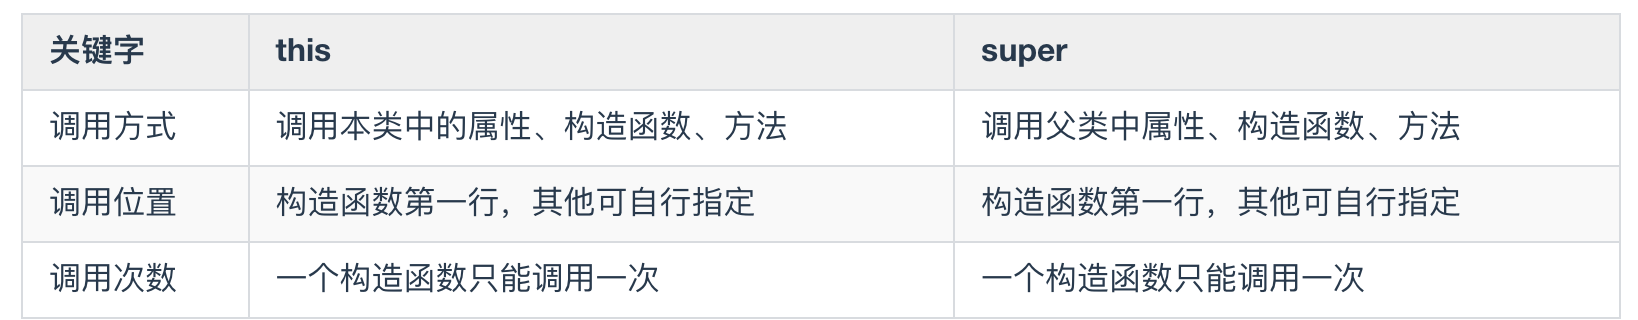 关键字 this super
调用方式 调用本类中的属性、构造函数、方法 调用父类中属性、构造函数、方法
调用位置 构造函数第一行，其他可自行指定 构造函数第一行，其他可自行指定
调用次数 一个构造函数只能调用一次 一个构造函数只能调用一次